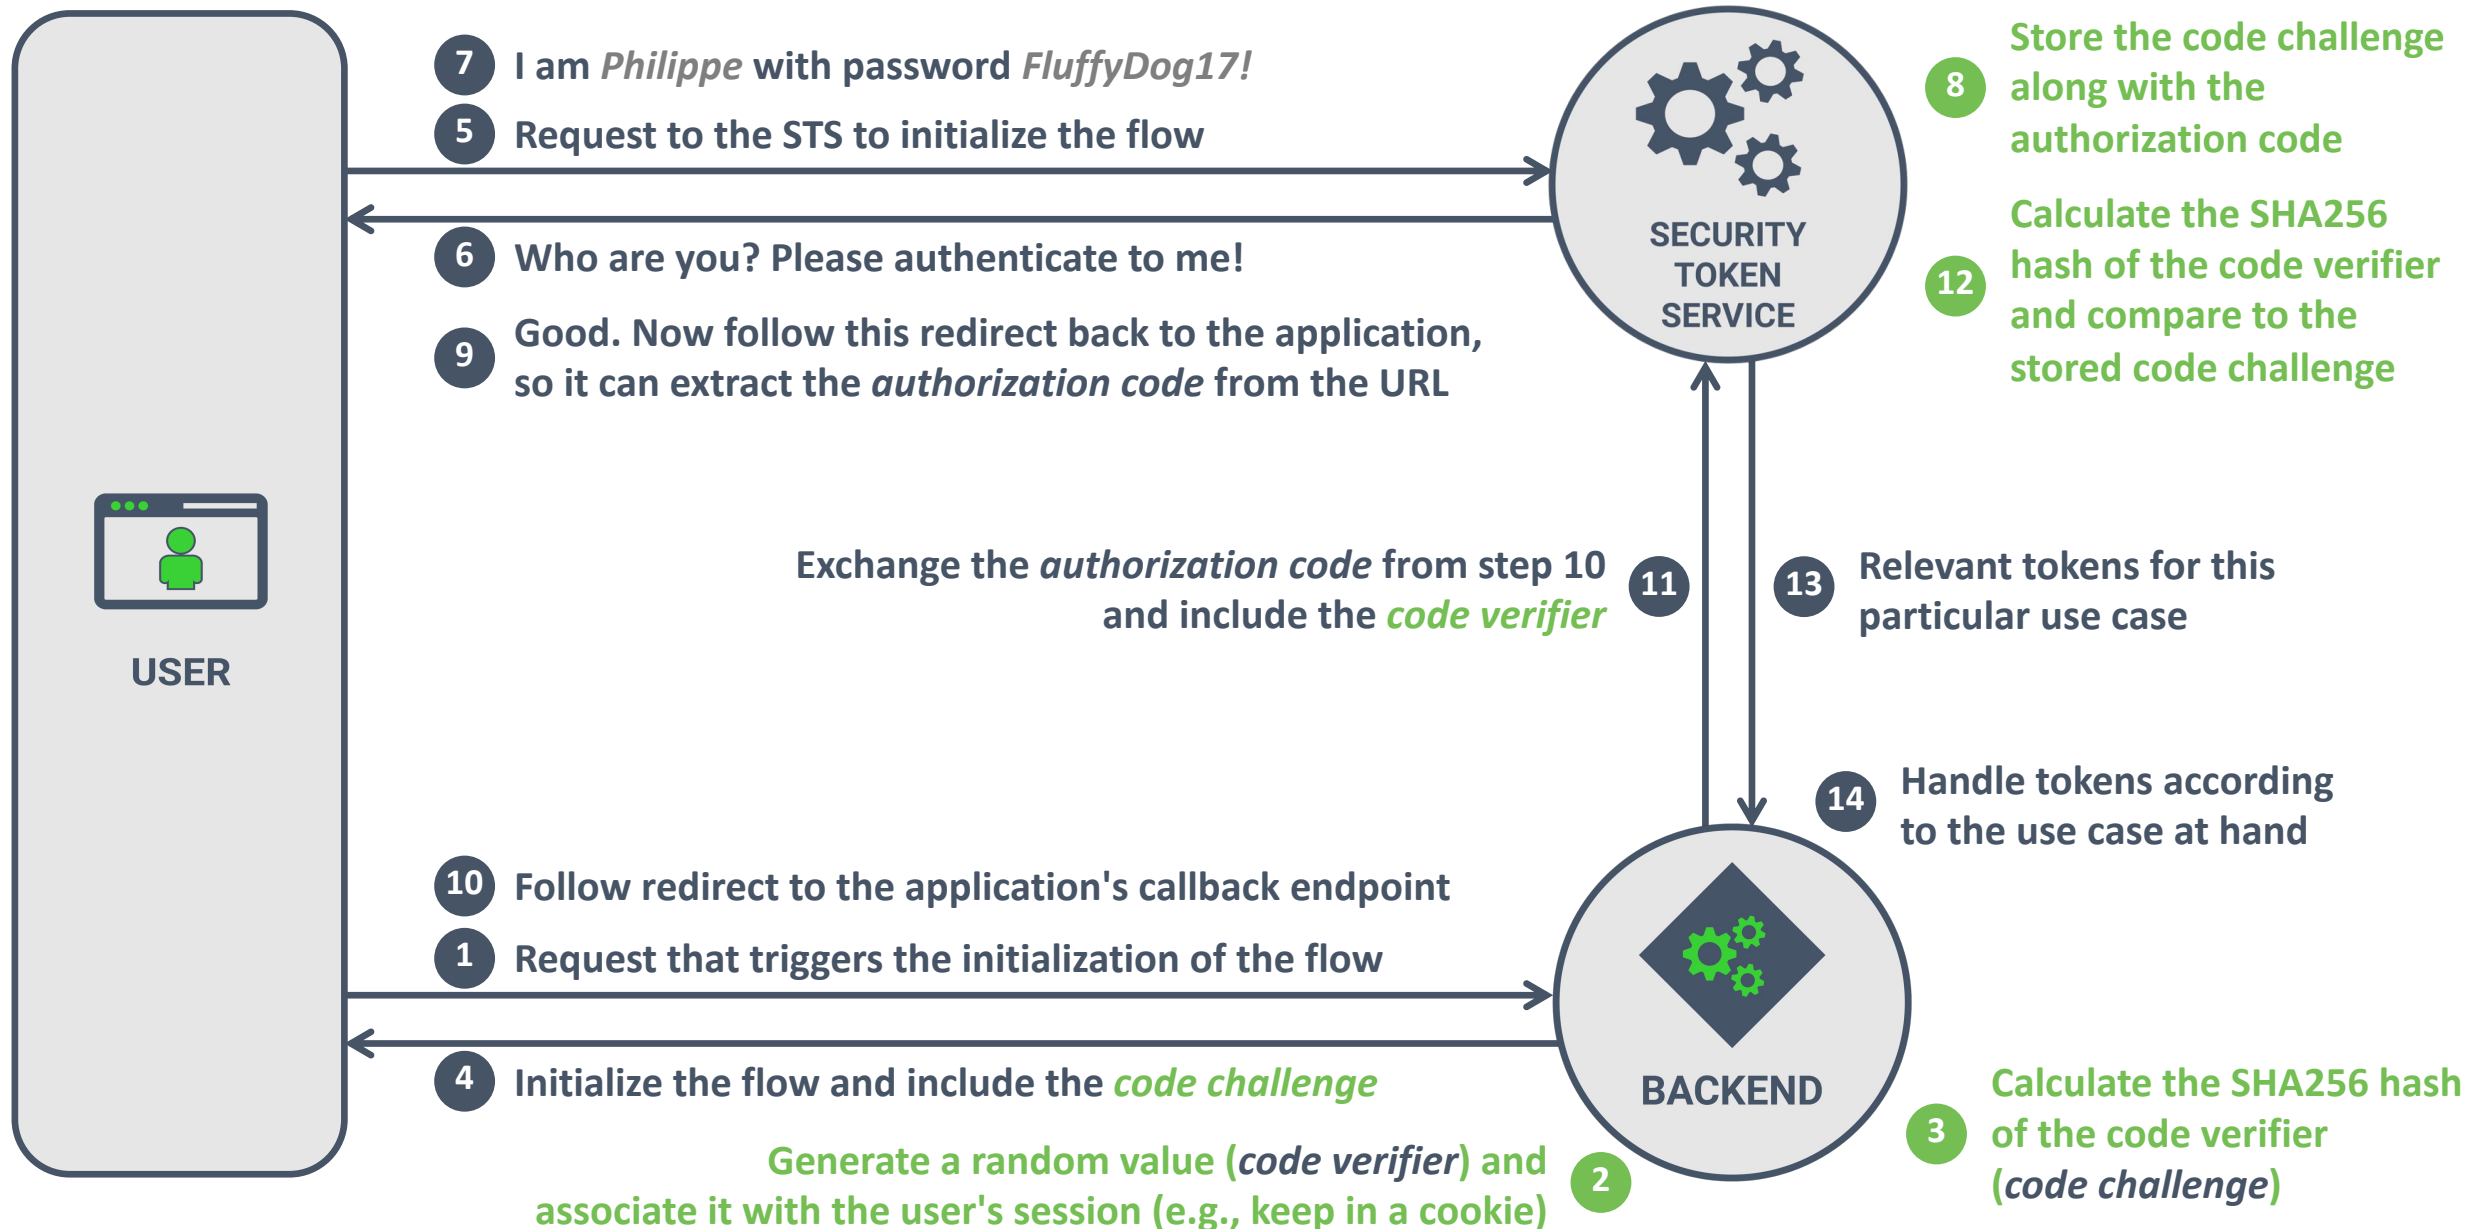 7 I am Philippe with password FluffyDog17!
5 Request to the STS to initialize the flow
6 Who are you? Please authenticate to me!
9 Good. Now follow this redirect back to the application,
so it can extract the authorization code from the URL
SECURITY
TOKEN
SERVICE
8 Store the code challenge
along with the
authorization code
12 Calculate the SHA256
hash of the code verifier
and compare to the
stored code challenge
USER
Exchange the authorization code from step 10
and include the code verifier
11
13 Relevant tokens for this
particular use case
14 Handle tokens according
to the use case at hand
10 Follow redirect to the application's callback endpoint
1 Request that triggers the initialization of the flow
4 Initialize the flow and include the code challenge
BACKEND
Generate a random value (code verifier) and
associate it with the user's session (e.g., keep in a cookie)
2
3 Calculate the SHA256 hash
of the code verifier
(code challenge)